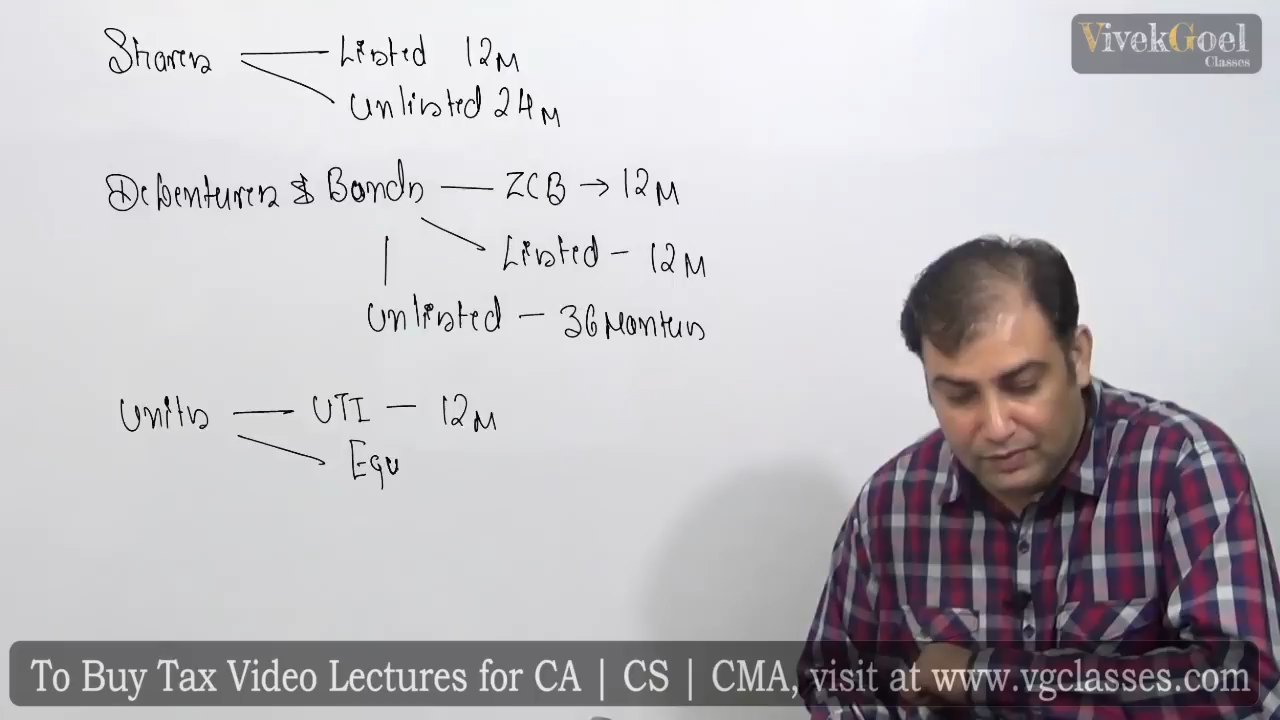 VivekGoel
Classes
Shares — Listed 12M
Unlisted 24M
Debentures & Bonds — ZCB → 12M
Listed – 12M
Unlisted – 36 Months
Units — UTI – 12M
Equ
To Buy Tax Video Lectures for CA | CS | CMA, visit at www.vgclasses.com